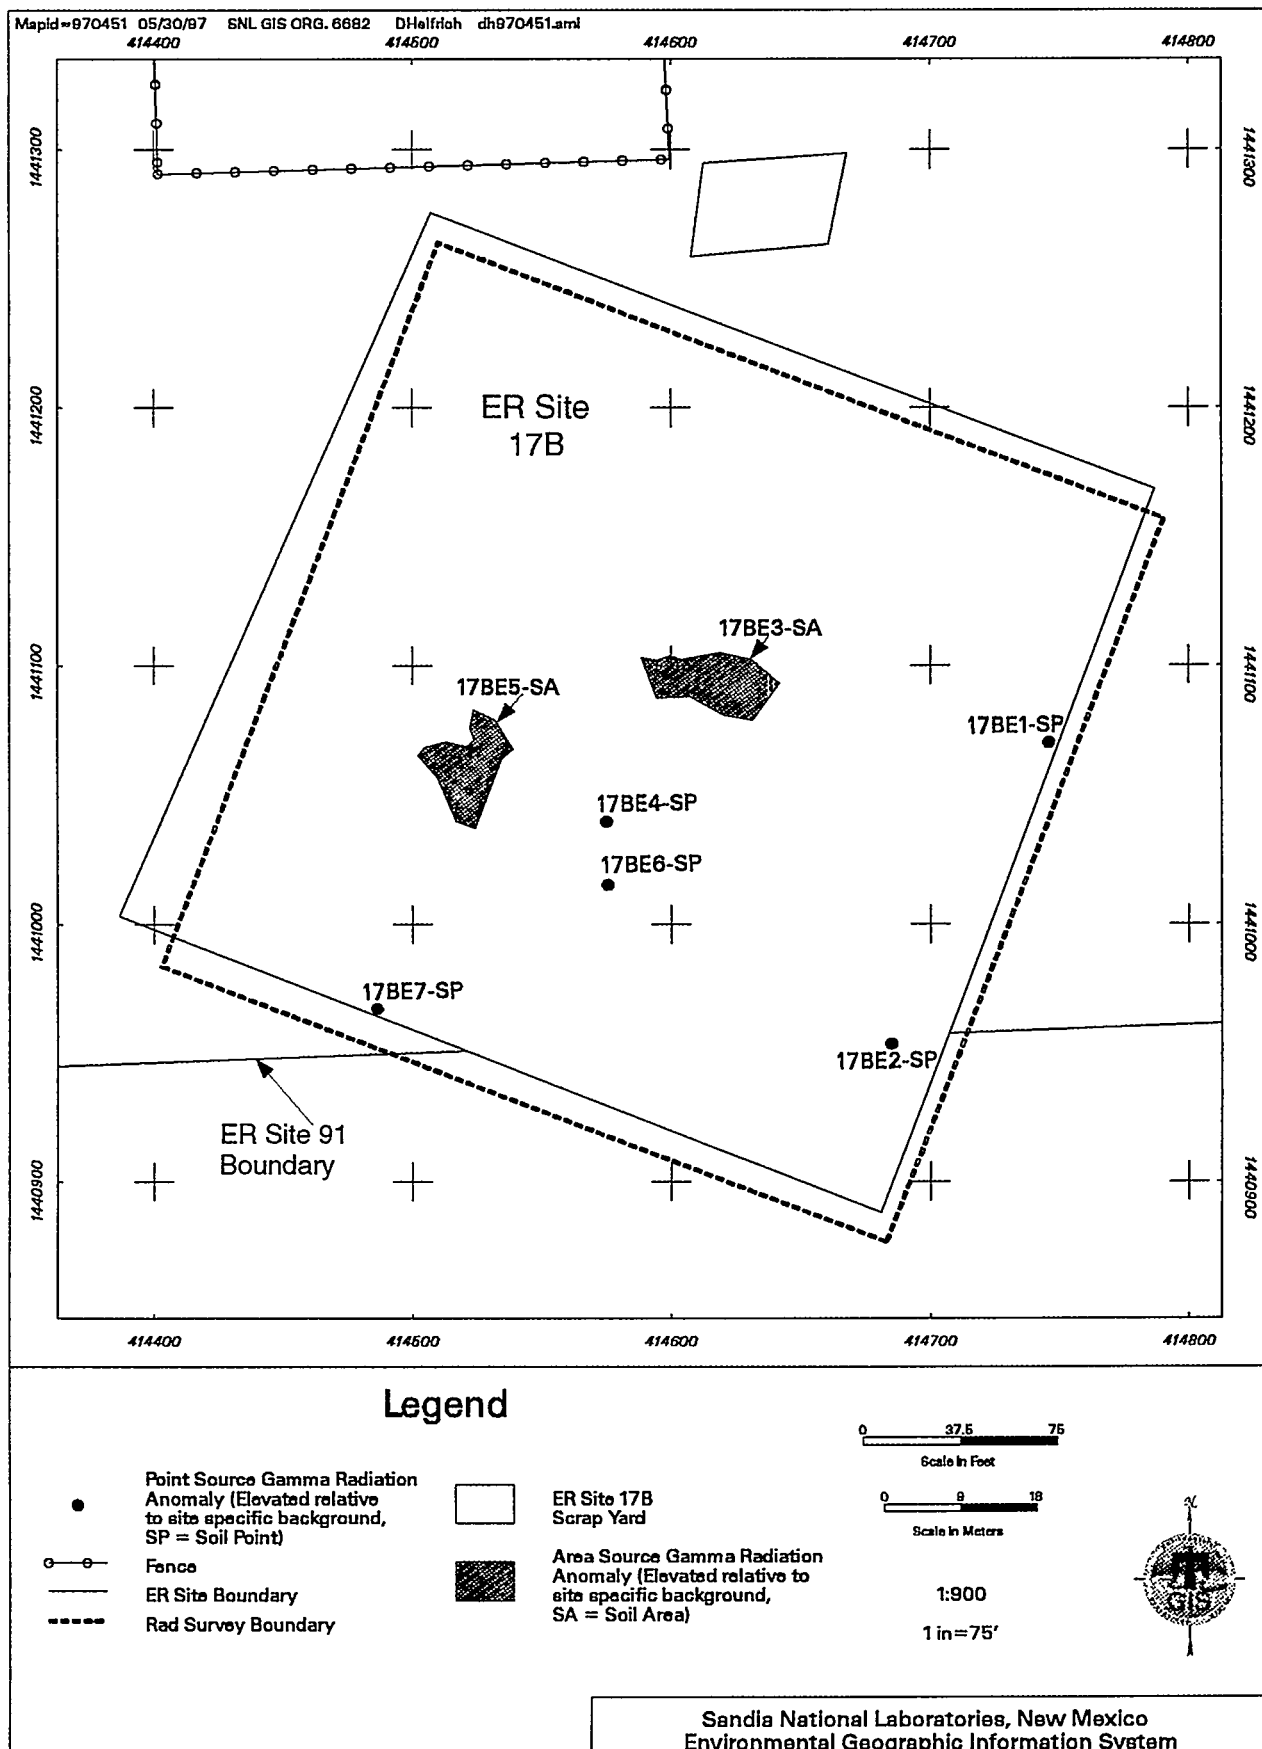 Mapid=970451 05/30/97 SNL GIS ORG. 6682 DHelfrich dh970451.aml
414400 414500 414600 414700 414800
1441300 1441300
ER Site
17B
1441200 1441200
17BE3-SA
1441100 1441100
17BE5-SA
17BE1-SP
17BE4-SP
17BE6-SP
1441000 1441000
17BE7-SP
17BE2-SP
ER Site 91
Boundary
1440900 1440900
414400 414500 414600 414700 414800
Legend
Point Source Gamma Radiation
Anomaly (Elevated relative
to site specific background,
SP = Soil Point)
Fence
ER Site Boundary
Rad Survey Boundary
ER Site 17B
Scrap Yard
Area Source Gamma Radiation
Anomaly (Elevated relative to
site specific background,
SA = Soil Area)
0 37.5 75
Scale in Feet
0 9 18
Scale in Meters
1:900
1 in=75'
N
GIS
Sandia National Laboratories, New Mexico
Environmental Geographic Information System